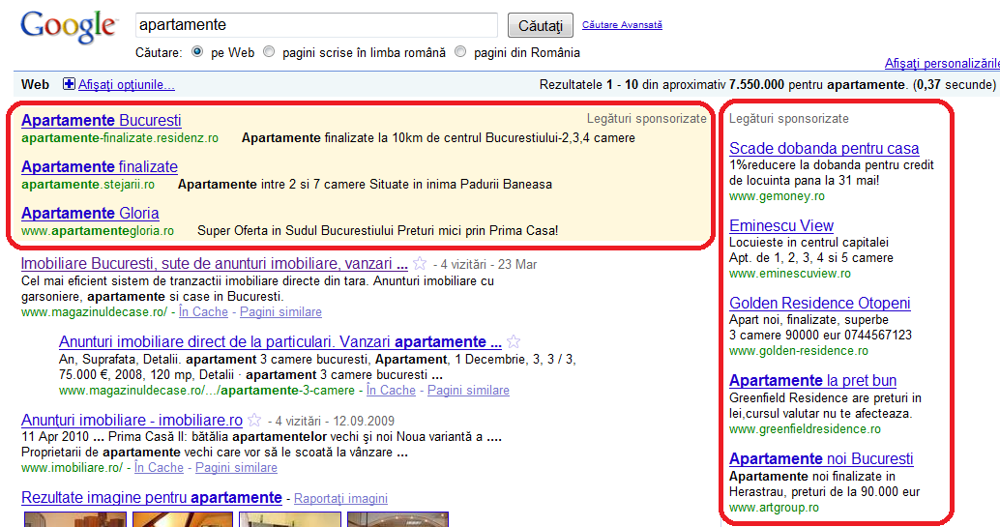 Google
apartamente
Căutaţi
Căutare Avansată
Căutare: pe Web pagini scrise în limba română pagini din România
Afişaţi personalizările
Web Afişaţi opţiunile...
Rezultatele 1 - 10 din aproximativ 7.550.000 pentru apartamente. (0,37 secunde)
Legături sponsorizate
Apartamente Bucuresti
apartamente-finalizate.residenz.ro Apartamente finalizate la 10km de centrul Bucurestiului-2,3,4 camere
Apartamente finalizate
apartamente.stejarii.ro Apartamente intre 2 si 7 camere Situate in inima Padurii Baneasa
Apartamente Gloria
www.apartamentegloria.ro Super Oferta in Sudul Bucurestiului Preturi mici prin Prima Casa!
Imobiliare Bucuresti, sute de anunturi imobiliare, vanzari ... - 4 vizitări - 23 Mar
Cel mai eficient sistem de tranzactii imobiliare directe din tara. Anunturi imobiliare cu
garsoniere, apartamente si case in Bucuresti.
www.magazinuldecase.ro/ - În Cache - Pagini similare
Anunturi imobiliare direct de la particulari. Vanzari apartamente ...
An, Suprafata, Detalii. apartament 3 camere bucuresti, Apartament, 1 Decembrie, 3, 3 / 3,
75.000 €, 2008, 120 mp, Detalii · apartament 3 camere bucuresti ...
www.magazinuldecase.ro/.../apartamente-3-camere - În Cache - Pagini similare
Anunţuri imobiliare - imobiliare.ro - 4 vizitări - 12.09.2009
11 Apr 2010 ... Prima Casă II: bătălia apartamentelor vechi şi noi Noua variantă a ....
Proprietarii de apartamente vechi care vor să le scoată la vânzare ...
www.imobiliare.ro/ - În Cache - Pagini similare
Rezultate imagine pentru apartamente - Raportaţi imagini
Legături sponsorizate
Scade dobanda pentru casa
1%reducere la dobanda pentru credit
de locuinta pana la 31 mai!
www.gemoney.ro
Eminescu View
Locuieste in centrul capitalei
Apt. de 1, 2, 3, 4 si 5 camere
www.eminescuview.ro
Golden Residence Otopeni
Apart noi, finalizate, superbe
3 camere 90000 eur 0744567123
www.golden-residence.ro
Apartamente la pret bun
Greenfield Residence are preturi in
lei,cursul valutar nu te afecteaza.
www.greenfieldresidence.ro
Apartamente noi Bucuresti
Apartamente noi finalizate in
Herastrau, preturi de la 90.000 eur
www.artgroup.ro